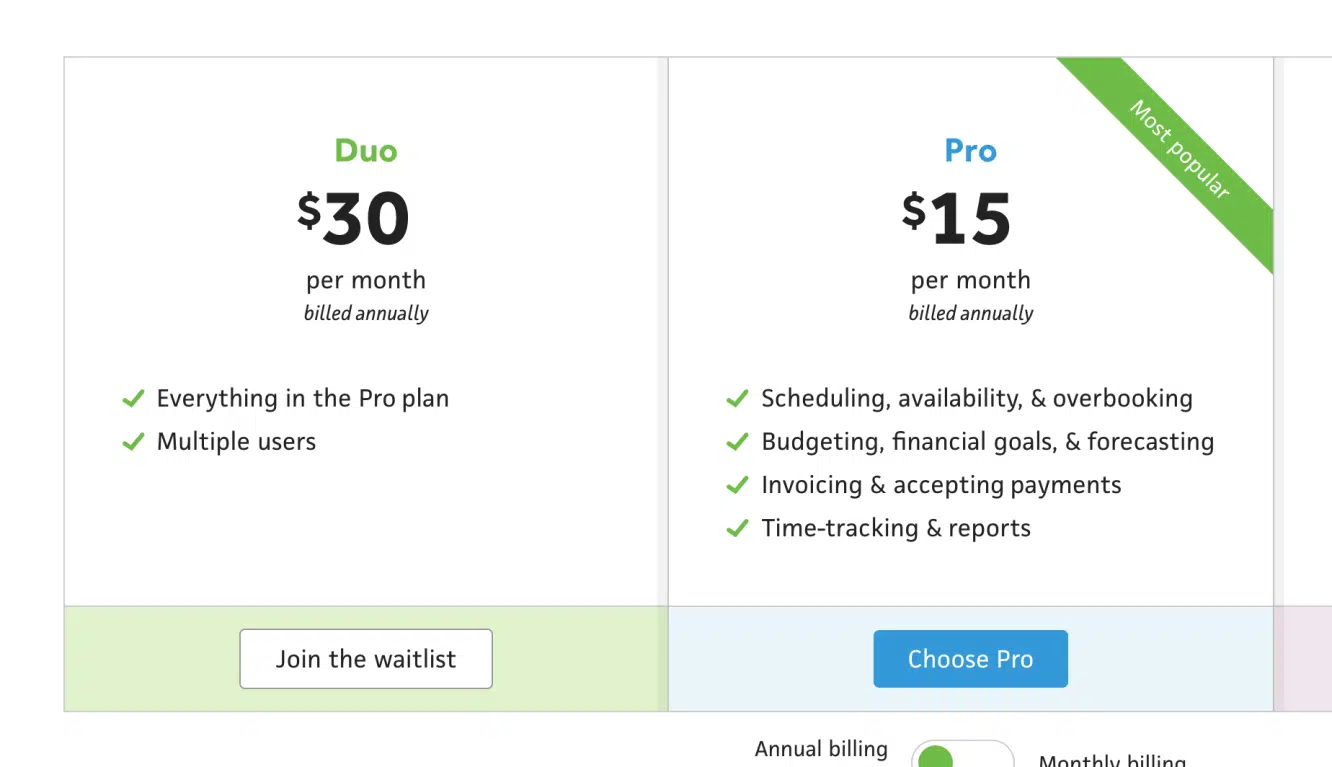 Duo
$30
per month
billed annually
Everything in the Pro plan
Multiple users
Join the waitlist
Most popular
Pro
$15
per month
billed annually
Scheduling, availability, & overbooking
Budgeting, financial goals, & forecasting
Invoicing & accepting payments
Time-tracking & reports
Choose Pro
Annual billing
Monthly billing